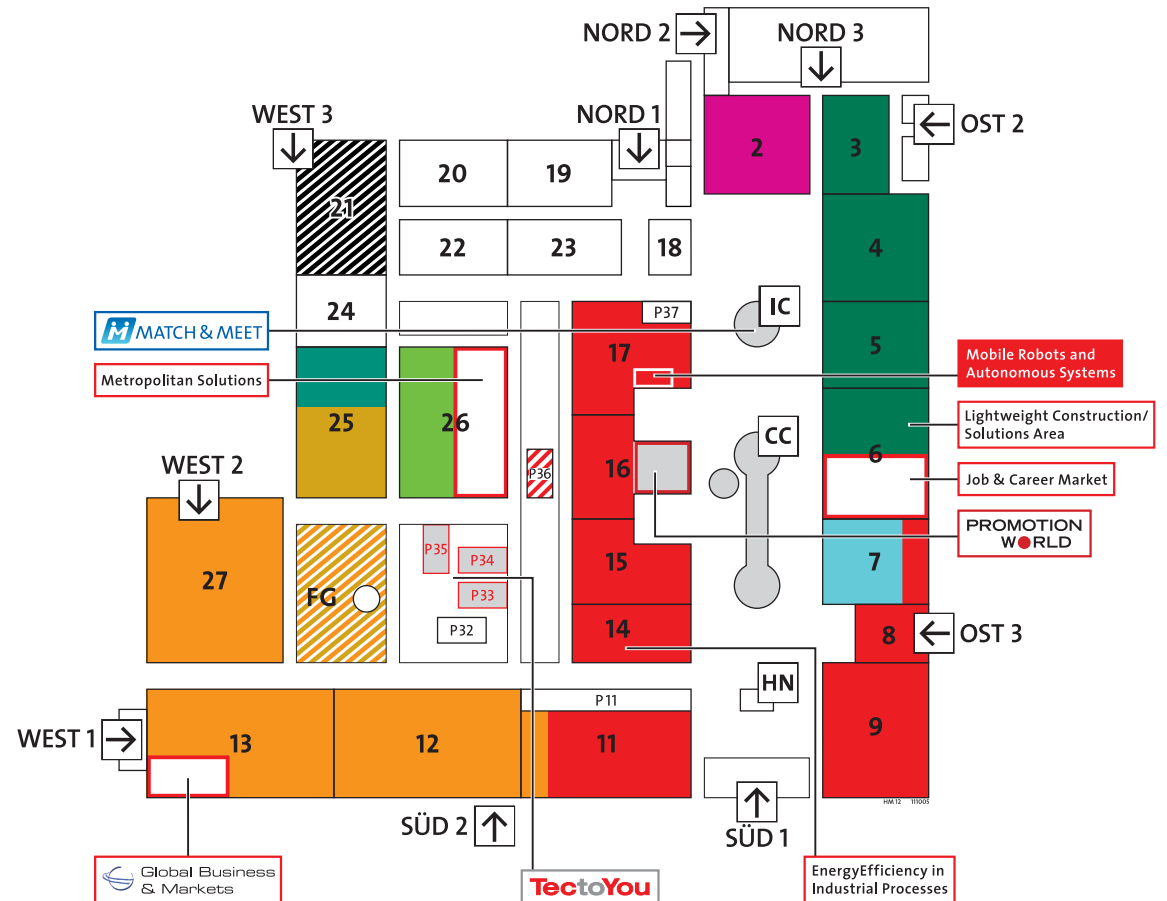 NORD 2
NORD 3
WEST 3
NORD 1
OST 2
2
3
20
19
21
4
22
23
18
24
IC
P37
MATCH & MEET
17
5
Mobile Robots and
Autonomous Systems
Metropolitan Solutions
25
26
Lightweight Construction/
Solutions Area
CC
6
WEST 2
P36
16
Job & Career Market
PROMOTION
WORLD
P35
P34
15
7
27
FG
P33
P32
14
8
OST 3
HN
P11
WEST 1
13
12
11
9
HM12 111005
SÜD 2
SÜD 1
Global Business
& Markets
TectoYou
EnergyEfficiency in
Industrial Processes